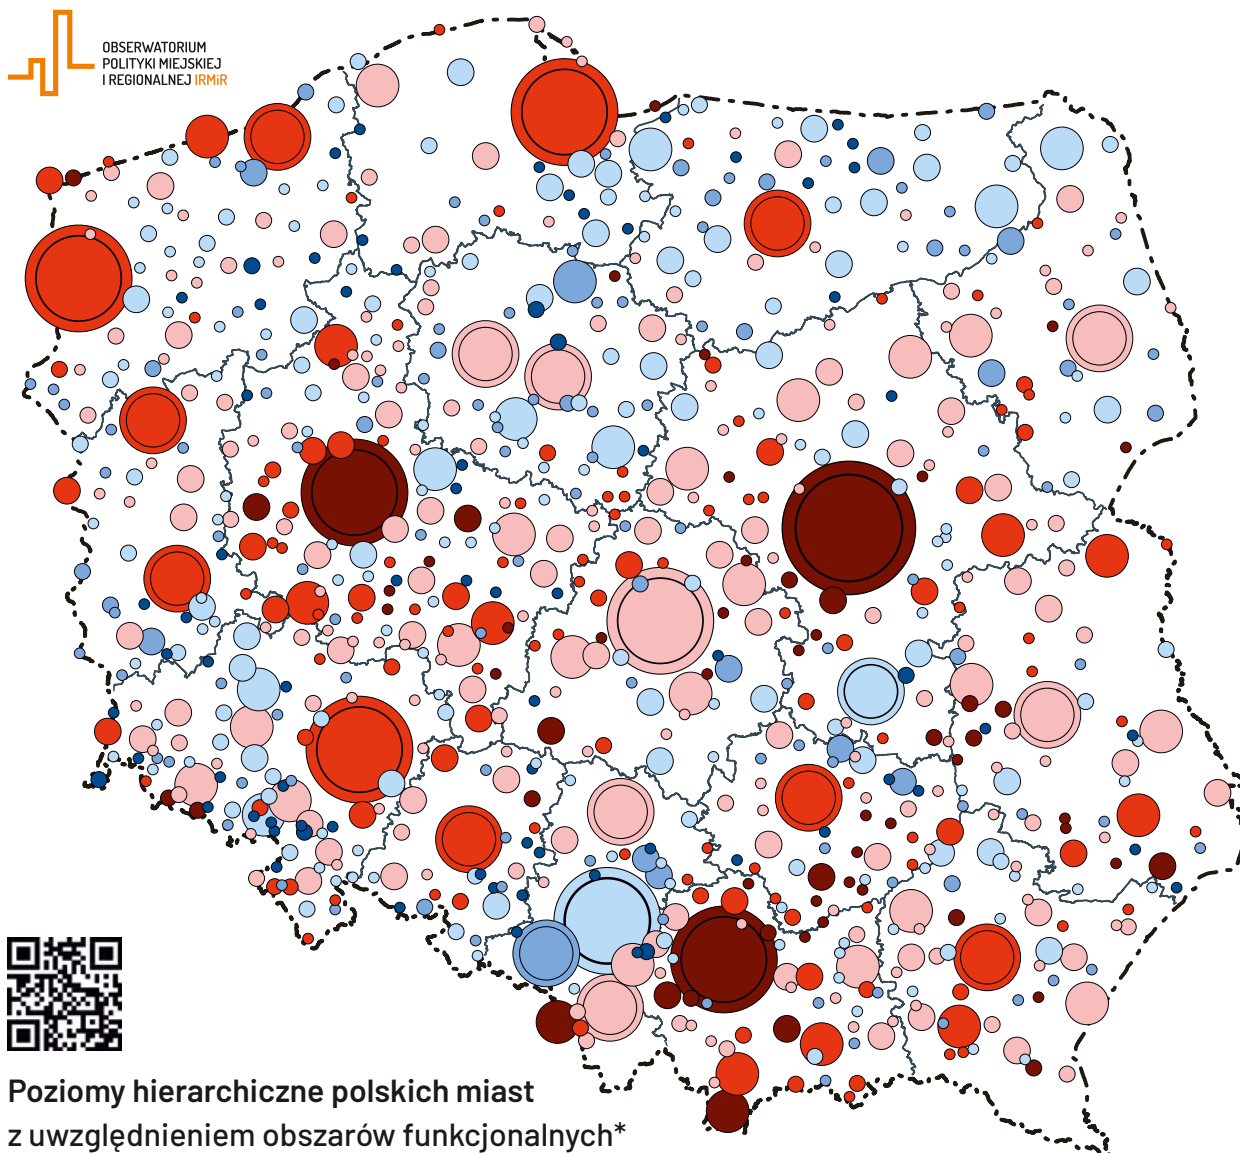 OBSERWATORIUM
POLITYKI MIEJSKIEJ
I REGIONALNEJ IRMiR
Poziomy hierarchiczne polskich miast
z uwzględnieniem obszarów funkcjonalnych*